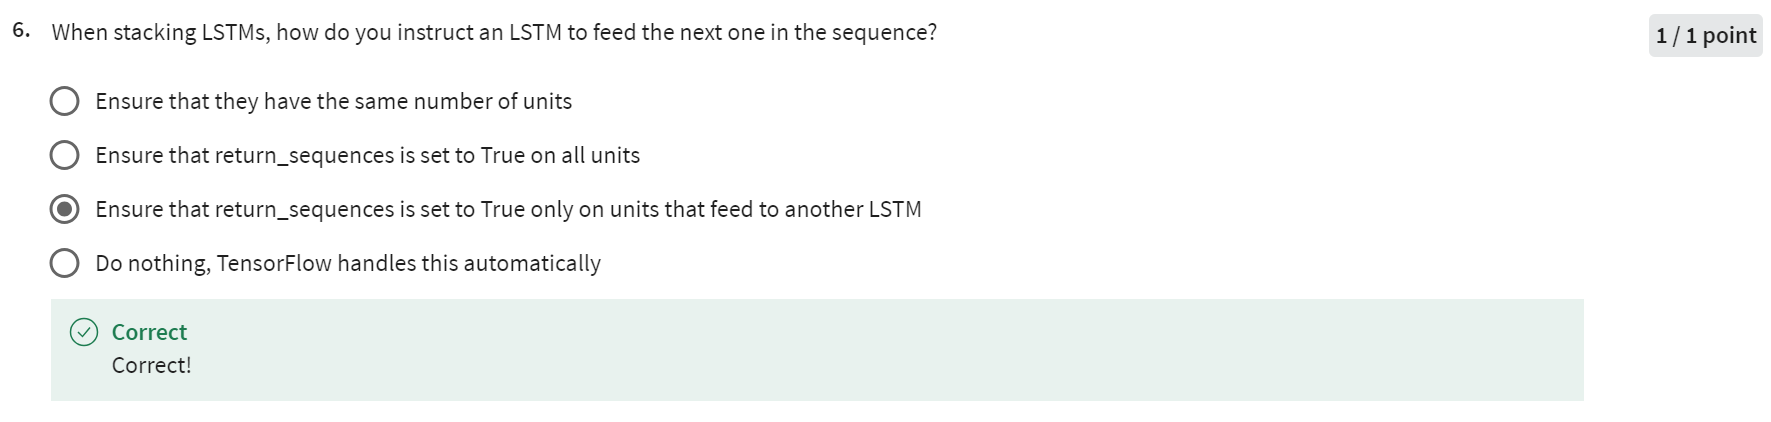 6. When stacking LSTMs, how do you instruct an LSTM to feed the next one in the sequence?
1 / 1 point
Ensure that they have the same number of units
Ensure that return_sequences is set to True on all units
Ensure that return_sequences is set to True only on units that feed to another LSTM
Do nothing, TensorFlow handles this automatically
Correct
Correct!